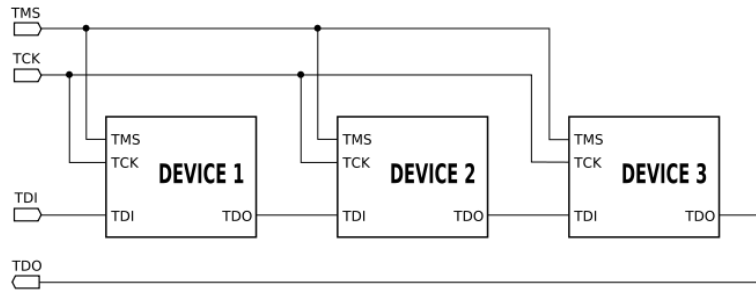 TMS
TCK
TMS
TCK
DEVICE 1
TDI
TDO
TMS
TCK
DEVICE 2
TDI
TDO
TMS
TCK
DEVICE 3
TDI
TDO
TDI
TDO